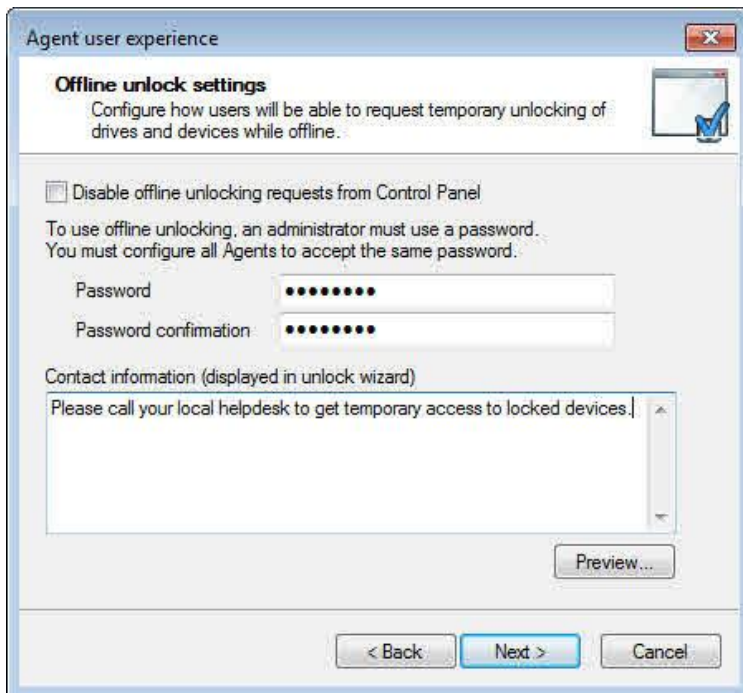 Agent user experience
Offline unlock settings
Configure how users will be able to request temporary unlocking of
drives and devices while offline.
Disable offline unlocking requests from Control Panel
To use offline unlocking, an administrator must use a password.
You must configure all Agents to accept the same password.
Password ●●●●●●●●
Password confirmation ●●●●●●●●
Contact information (displayed in unlock wizard)
Please call your local helpdesk to get temporary access to locked devices.
Preview...
< Back Next > Cancel